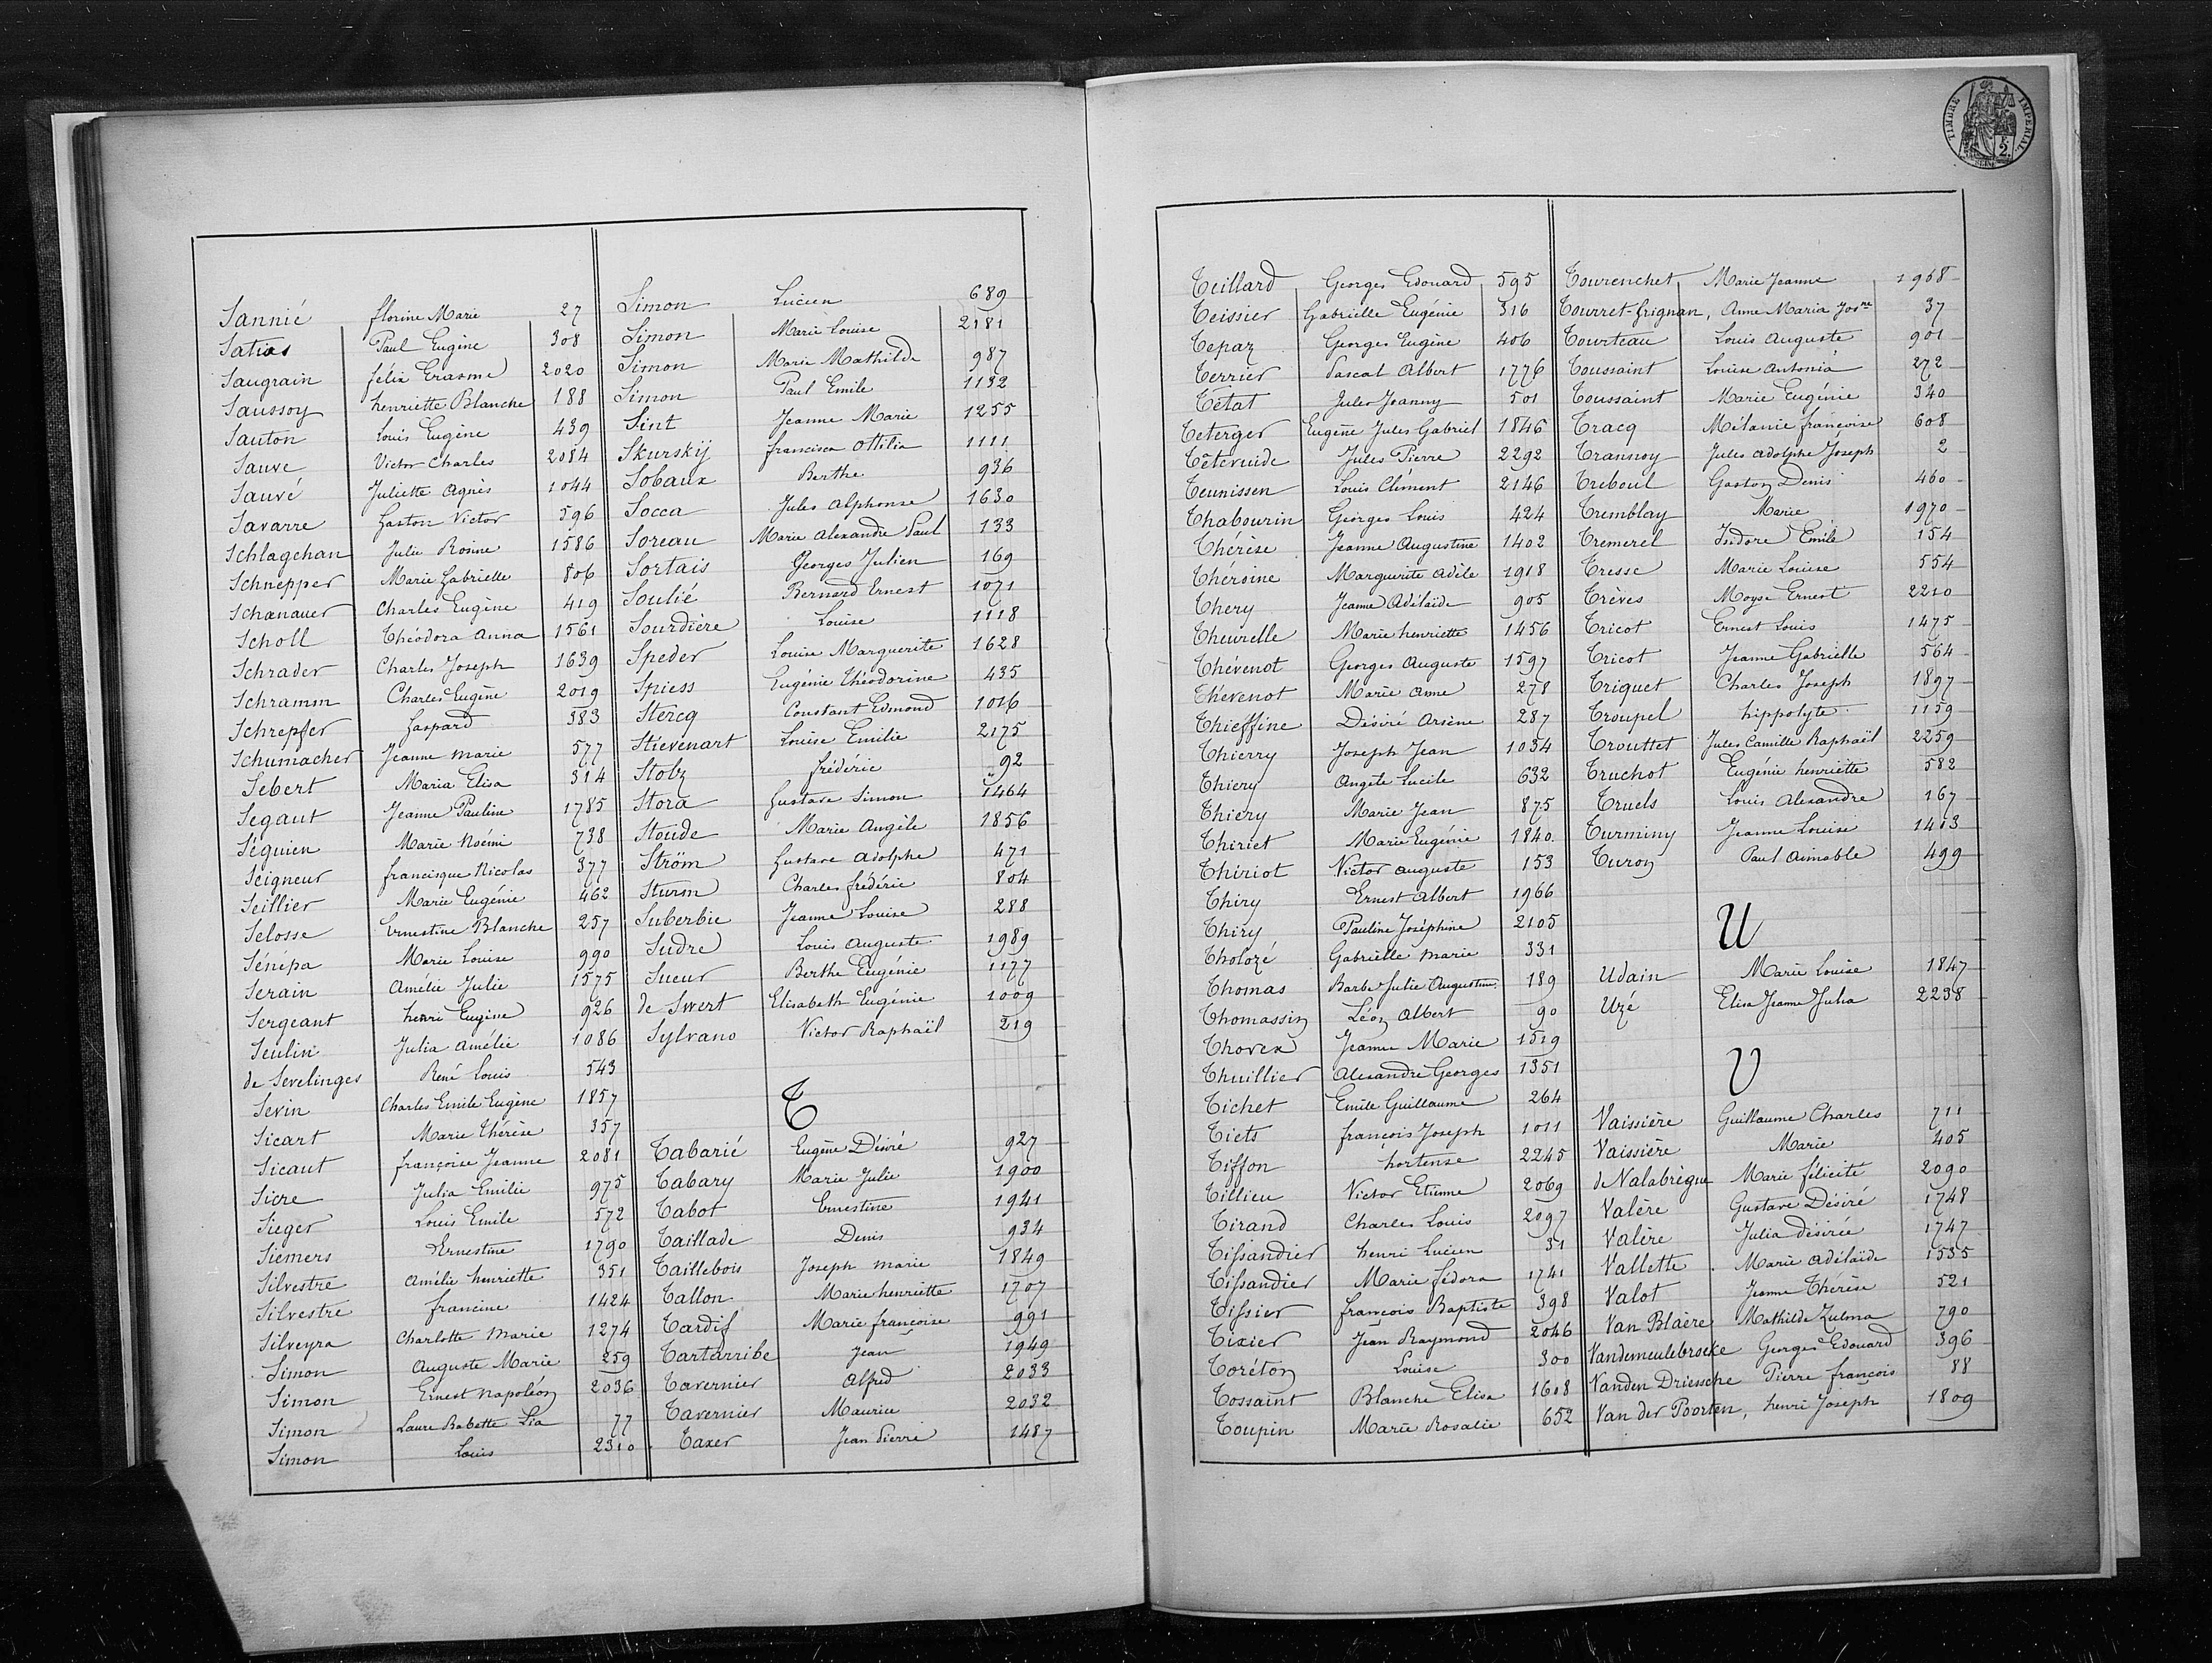 Sannié florine Marie 27
Satias Paul Eugène 308
Saugrain félix Erasme 2020
Saussoy henriette Blanche 188
Sauton Louis Eugène 439
Sauve Victor Charles 2084
Sauvé Juliette Agnès 1044
Savarre Gaston Victor 596
Schlagchan Julie Rosine 1586
Schnepper Marie Gabrielle 806
Schanauer Charles Eugène 419
Scholl Théodora Anna 1561
Schrader Charles Joseph 1639
Schramm Charles Eugène 2019
Schrepfer Gaspard 383
Schumacher Jeanne Marie 577
Sebert Maria Elisa 314
Segaut Jeanne Pauline 1785
Séguien Marie Noémi 738
Seigneur francisque Nicolas 377
Seillier Marie Eugénie 462
Selosse Ernestine Blanche 257
Sénépa Marie Louise 990
Serain Amélie Julie 1575
Sergeant henri Eugène 926
Seulin Julia Amélie 1086
de Sevelinges René Louis 543
Sevin Charles Emile Eugène 1857
Sicart Marie Thérèse 357
Sicaut françoise Jeanne 2081
Sicre Julia Emilie 975
Sieger Louis Emile 572
Siemers Ernestine 1790
Silvestre Amélie henriette 351
Silvestre francine 1424
Silveyra Charlotte Marie 1274
Simon Auguste Marie 259
Simon Ernest Napoléon 2036
Simon Laure Babette Lia 77
Simon Louis 2310
Simon Lucien 689
Simon Marie Louise 2181
Simon Marie Mathilde 987
Simon Paul Emile 1132
Sint Jeanne Marie 1255
Skurskij francisca Ottilia 1111
Sobaux Berthe 936
Socca Jules Alphonse 1630
Soreau Marie Alexandre Paul 133
Sortais Georges Julien 169
Soulié Bernard Ernest 1071
Sourdière Louise 1118
Speder Louise Marguerite 1628
Spiess Eugénie Théodorine 435
Stercq Constant Edmond 1016
Stievenart Louise Emilie 2175
Stolz frédéric 92
Stora Gustave Simon 1464
Stoude Marie Angèle 1856
Ström Gustave Adolphe 471
Sturm Charles frédéric 804
Suberbie Jeanne Louise 288
Sudre Louis Auguste 1989
Sueur Berthe Eugénie 1177
de Swert Elisabeth Eugénie 1009
Sylvano Victor Raphaël 219
T
Tabarié Eugène Désiré 927
Tabary Marie Julie 1900
Tabot Ernestine 1941
Taillade Denis 934
Taillebois Joseph Marie 1849
Tallon Marie henriette 1707
Tardif Marie françoise 991
Tartarribe Jean 1949
Tavernier Alfred 2033
Tavernier Maurice 2032
Taxer Jean Pierre 1487
TIMBRE IMPERIAL
2
Teillard Georges Edouard 595
Teissier Gabrielle Eugénie 316
Tepaz Georges Eugène 406
Terrier Pascal Albert 1776
Tétat Jules Joanny 501
Teterger Eugène Jules Gabriel 1846
Têtevuide Jules Pierre 2292
Teunissen Louis Clément 2146
Thabourin Georges Louis 424
Thérèse Jeanne Augustine 1402
Théroine Marguerite Adèle 1918
Thery Jeanne Adélaïde 905
Theurelle Marie henriette 1456
Thévenot Georges Auguste 1597
Thévenot Marie Anne 278
Thieffine Désiré Arsène 287
Thierry Joseph Jean 1034
Thiery Angèle Lucile 632
Thiery Marie Jean 875
Thiriet Marie Eugénie 1840
Thiriot Victor Auguste 153
Thiry Ernest Albert 1966
Thiry Pauline Joséphine 2105
Tholozé Gabrielle Marie 331
Thomas Barbe Julie Augustine 189
Thomassin Léon Albert 90
Thovex Jeanne Marie 1519
Thuillier Alexandre Georges 1351
Tichet Emile Guillaume 264
Tiets françois Joseph 1011
Tiffon hortense 2245
Tillieu Victor Etienne 2069
Tirand Charles Louis 2097
Tissandier henri Lucien 31
Tissandier Marie fédora 1741
Tissier françois Baptiste 398
Tixier Jean Raymond 2046
Toréton Louise 300
Tossaint Blanche Elisa 1608
Toupin Marie Rosalie 652
Tourenchet Marie Jeanne 1968
Tourret-Grignan, Anne Maria Josne 37
Tourteau Louis Auguste 901
Toussaint Louise Antonia 272
Toussaint Marie Eugénie 340
Tracq Mélanie françoise 608
Trannoy Jules Adolphe Joseph 2
Treboul Gaston Denis 460
Tremblay Marie 1970
Tremerel Isidore Emile 154
Tresse Marie Louise 554
Trèves Moyse Ernest 2210
Tricot Ernest Louis 1475
Tricot Jeanne Gabrielle 564
Triquet Charles Joseph 1897
Troupel hippolyte 1159
Trouttet Jules Camille Raphaël 2259
Truchot Eugénie henriette 582
Truels Louis Alexandre 167
Turminy Jeanne Louise 1403
Turon Paul Aimable 499
U
Udain Marie Louise 1847
Uzé Elisa Jeanne Julia 2238
V
Vaissière Guillaume Charles 711
Vaissière Marie 405
de Valabrègue Marie félicité 2090
Valère Gustave Désiré 1748
Valère Julia désirée 1747
Vallette Marie Adélaïde 1535
Valot Jeanne Thérèse 521
Van Blaère Mathilde Zulma 790
Vandemeulebrocke Georges Edouard 396
Vanden Driessche Pierre françois 88
Van der Poorten, henri Joseph 1809